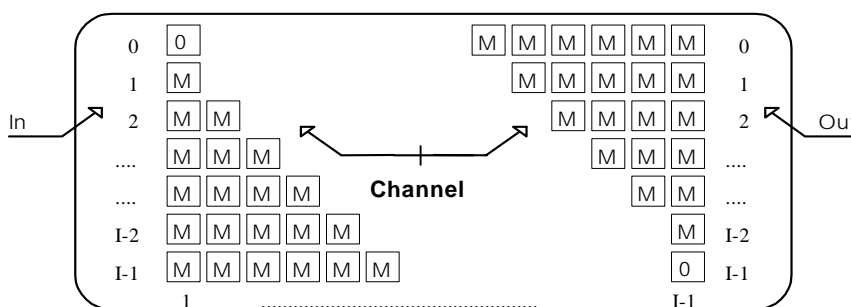 0 0 M M M M M M 0
1 M M M M M M 1
In 2 M M M M M M 2 Ou
.... M M M M M M ....
.... M M M M M M ....
Channel
I-2 M M M M M M I-2
I-1 M M M M M M 0 I-1
1 ................................................ I-1